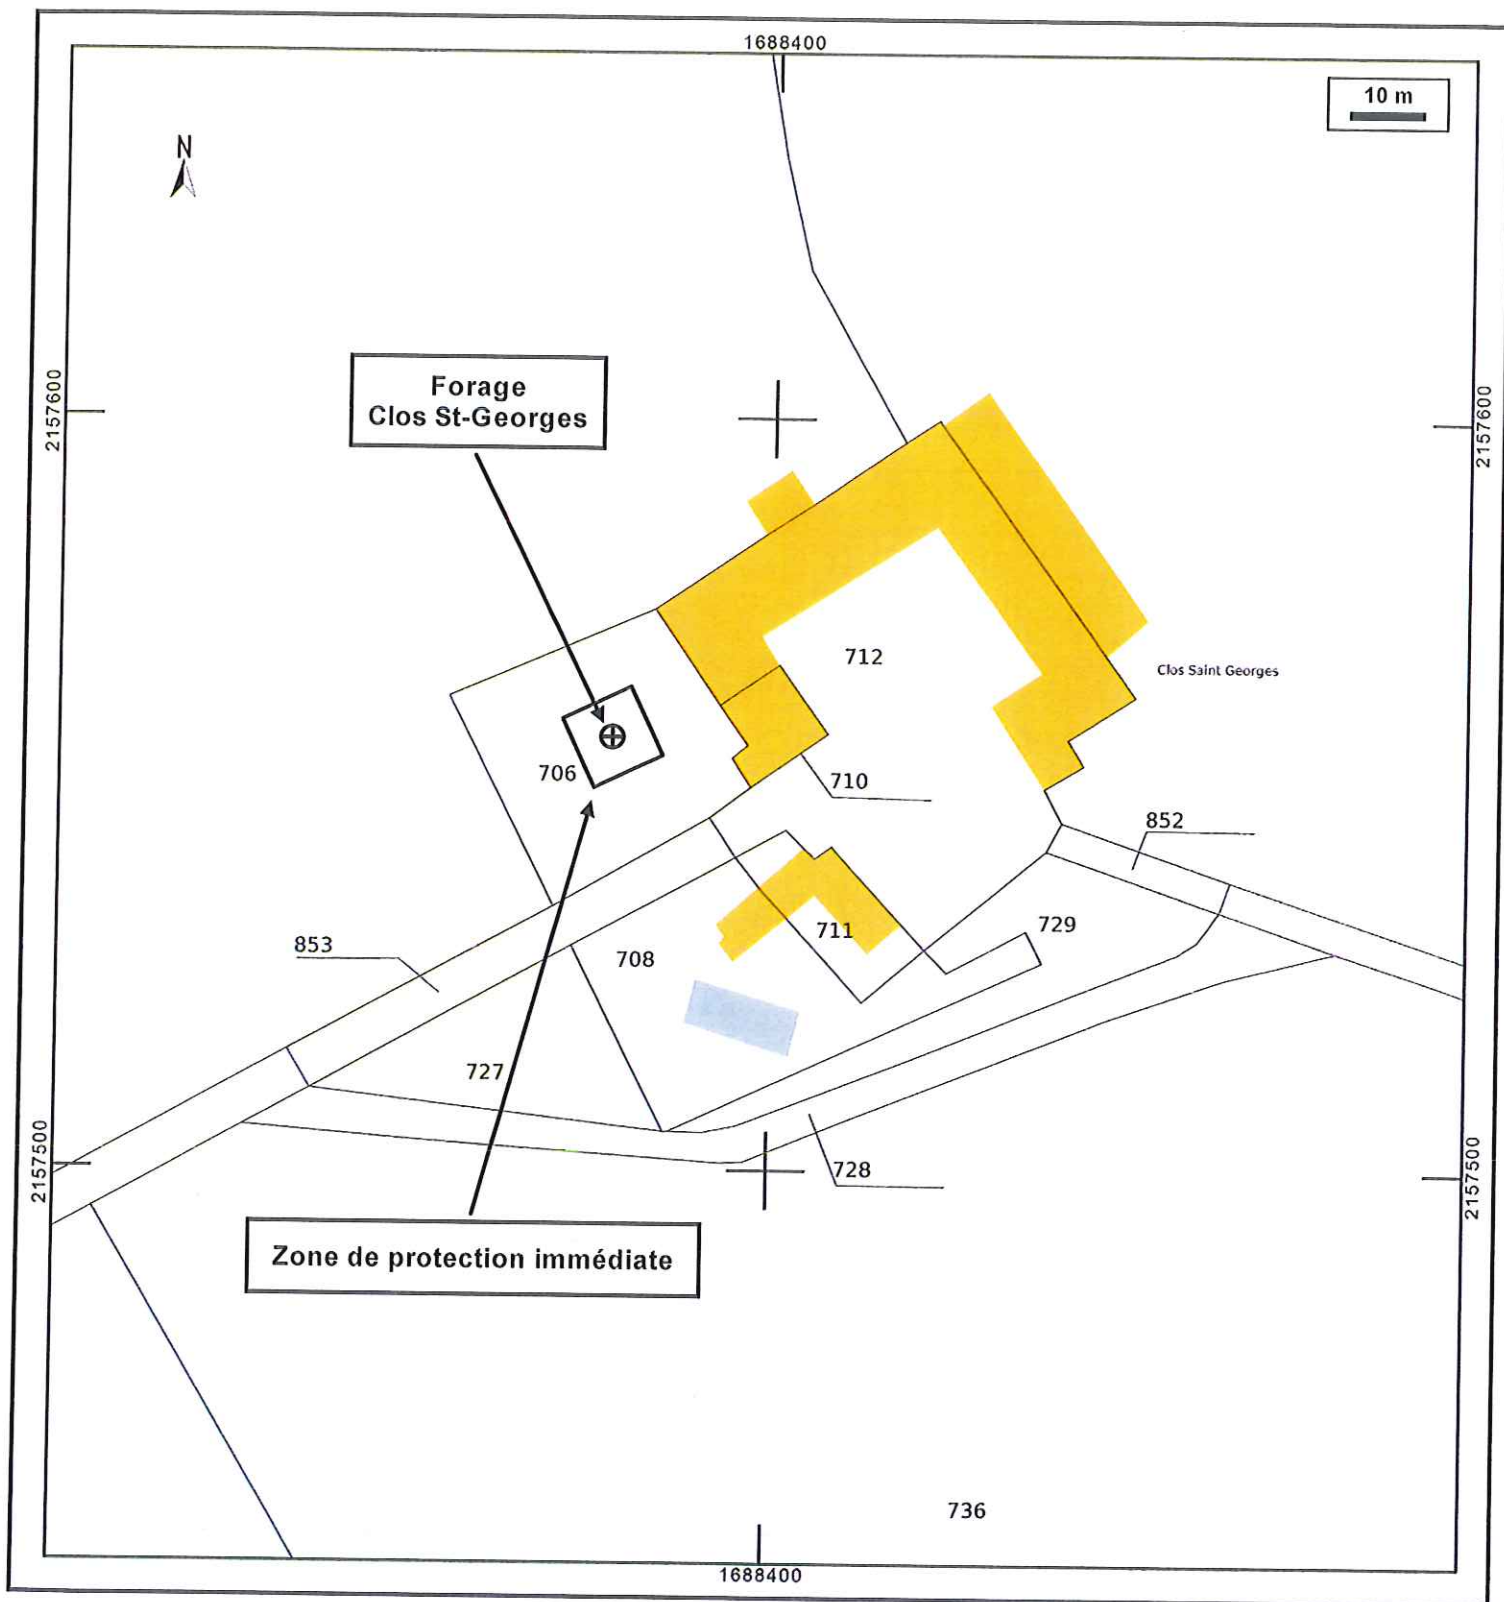 1688400
10 m
N
2157600
2157600
Forage
Clos St-Georges
712
Clos Saint Georges
706
710
852
853
708
711
729
727
2157500
728
2157500
Zone de protection immédiate
736
1688400